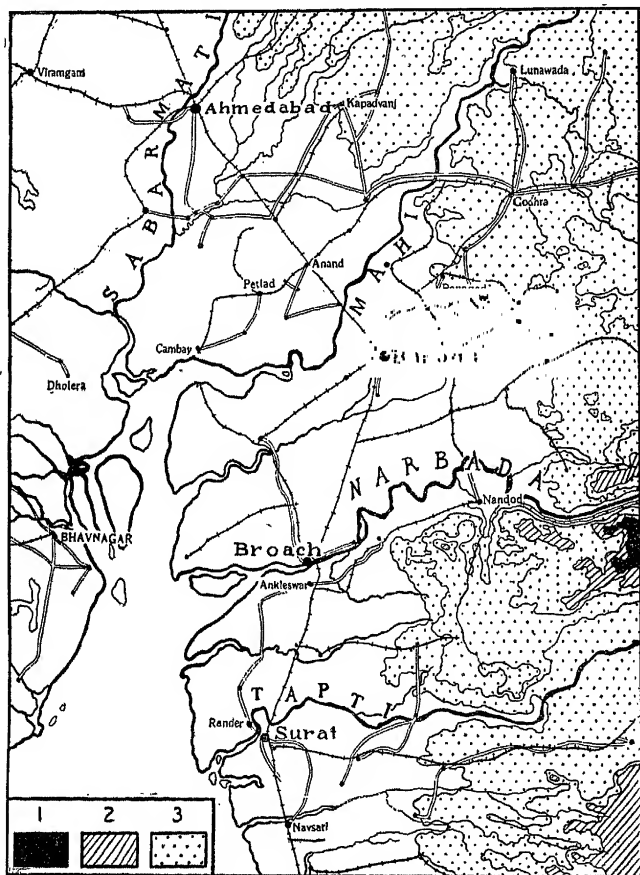 SABARMATI
Viramgam
Ahmedabad
Kapadvanj
Lunawada
Godhra
MAHI
Anand
Petlad
Cambay
Dholera
NARBADA
Nandod
BHAVNAGAR
Broach
Ankleswar
TAPTI
Rander
Surat
Navsari
1 2 3